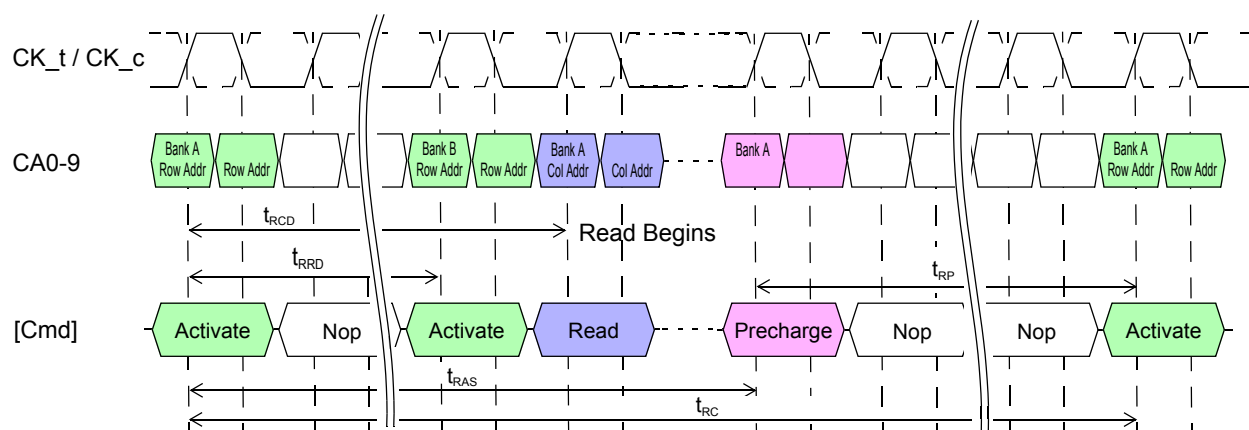 CK_t / CK_c
CA0-9
Bank A
Row Addr
Row Addr
Bank B
Row Addr
Row Addr
Bank A
Col Addr
Col Addr
Bank A
Bank A
Row Addr
Row Addr
tRCD
Read Begins
tRRD
tRP
[Cmd]
Activate
Nop
Activate
Read
Precharge
Nop
Nop
Activate
tRAS
tRC